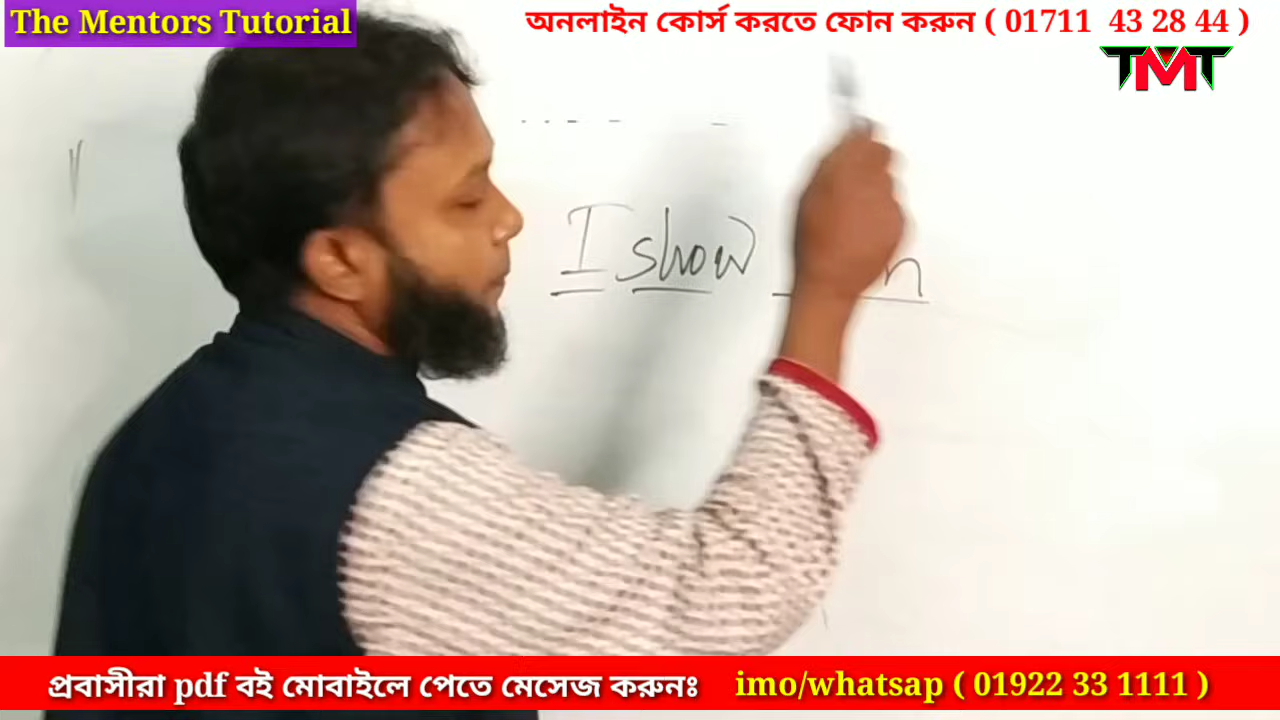 The Mentors Tutorial
অনলাইন কোর্স করতে ফোন করুন ( 01711 43 28 44 )
TMT
I show
প্রবাসীরা pdf বই মোবাইলে পেতে মেসেজ করুনঃ imo/whatsap ( 01922 33 1111 )